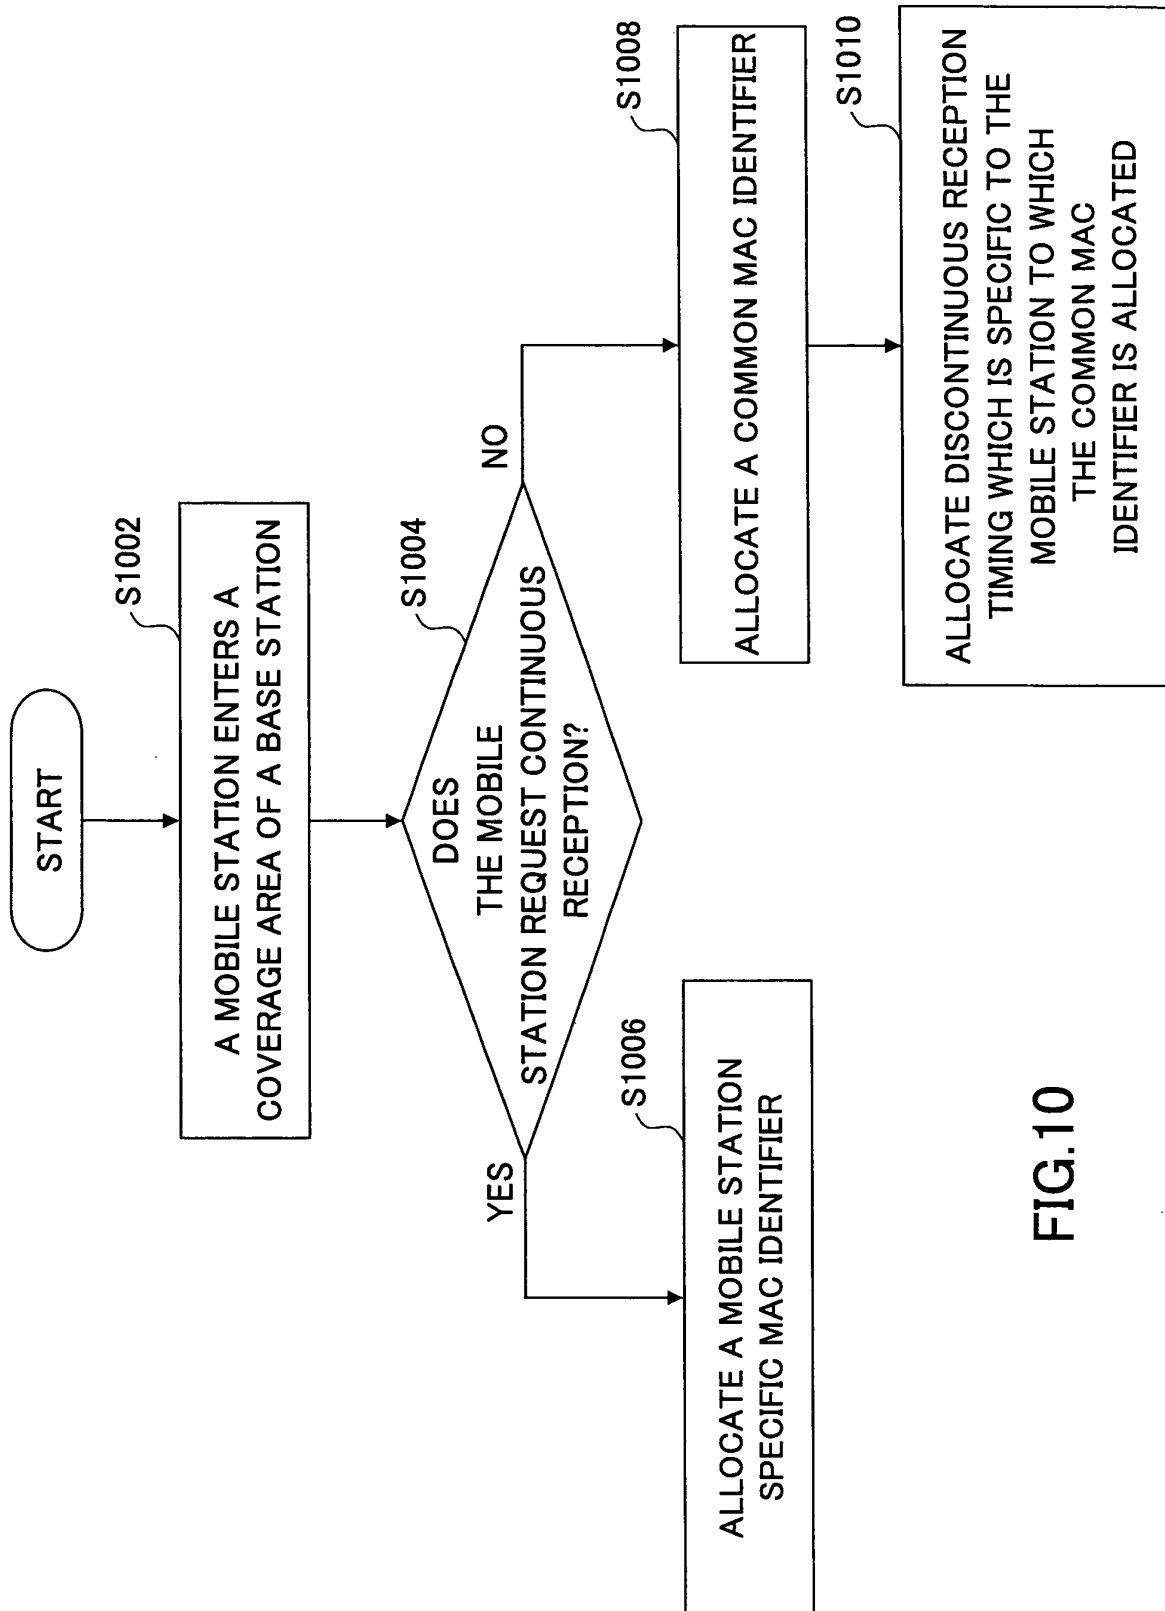 START
S1002
A MOBILE STATION ENTERS A
COVERAGE AREA OF A BASE STATION
S1004
DOES
THE MOBILE
STATION REQUEST CONTINUOUS
RECEPTION?
YES
NO
S1006
ALLOCATE A MOBILE STATION
SPECIFIC MAC IDENTIFIER
S1008
ALLOCATE A COMMON MAC IDENTIFIER
S1010
ALLOCATE DISCONTINUOUS RECEPTION
TIMING WHICH IS SPECIFIC TO THE
MOBILE STATION TO WHICH
THE COMMON MAC
IDENTIFIER IS ALLOCATED
FIG.10